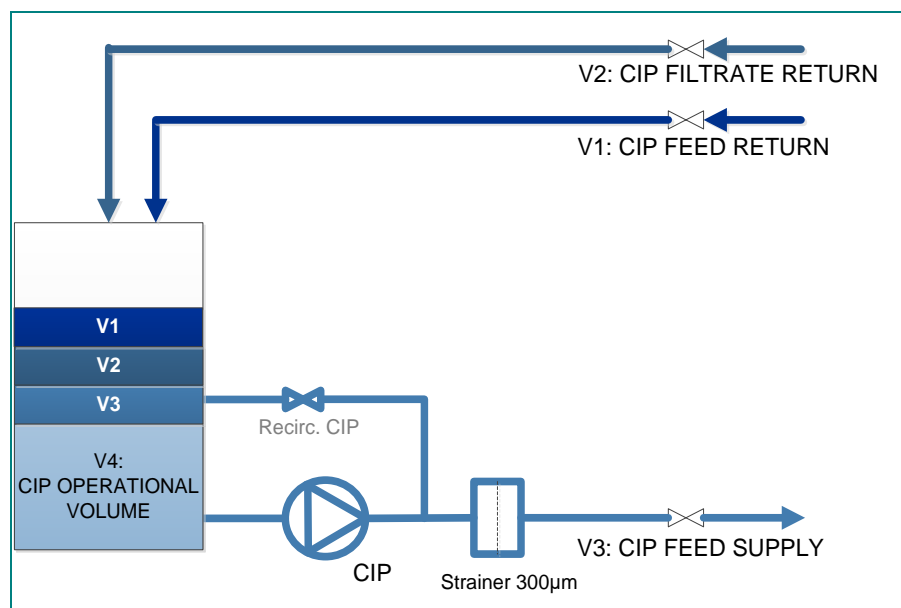 V2: CIP FILTRATE RETURN
V1: CIP FEED RETURN
V1
V2
V3
Recirc. CIP
V4:
CIP OPERATIONAL
VOLUME
V3: CIP FEED SUPPLY
CIP
Strainer 300µm